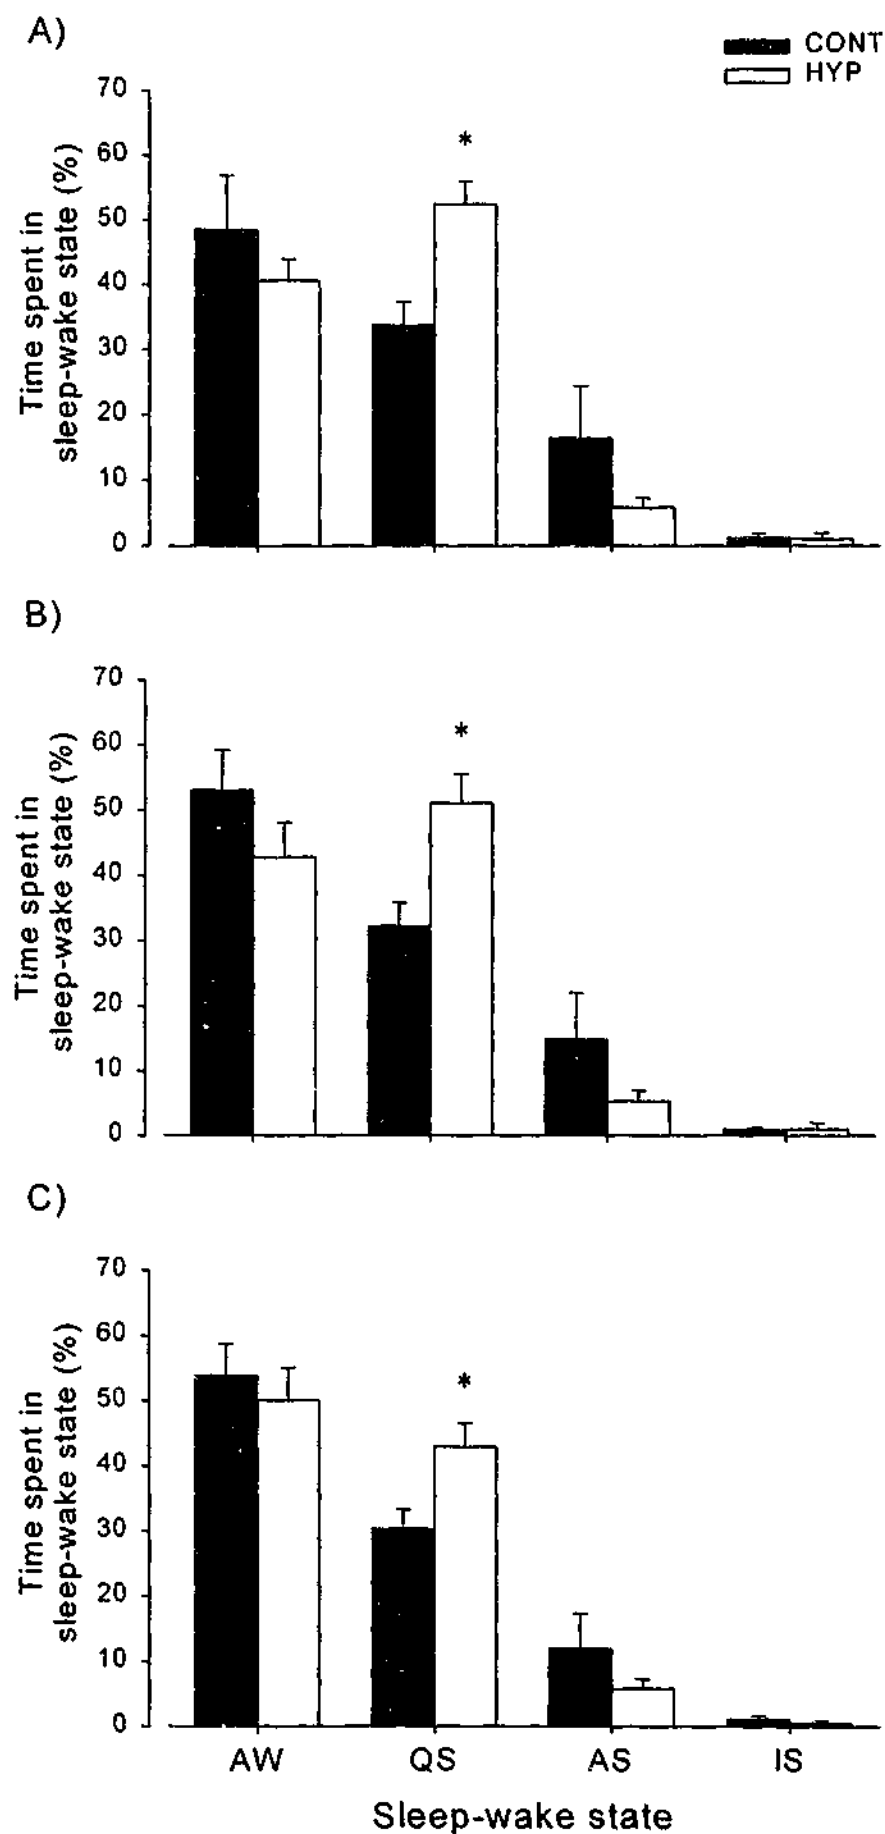 A)
CONT
HYP
Time spent in
sleep-wake state (%)
70
60
50
40
30
20
10
0
*
B)
Time spent in
sleep-wake state (%)
70
60
50
40
30
20
10
0
*
C)
Time spent in
sleep-wake state (%)
70
60
50
40
30
20
10
0
*
AW QS AS IS
Sleep-wake state